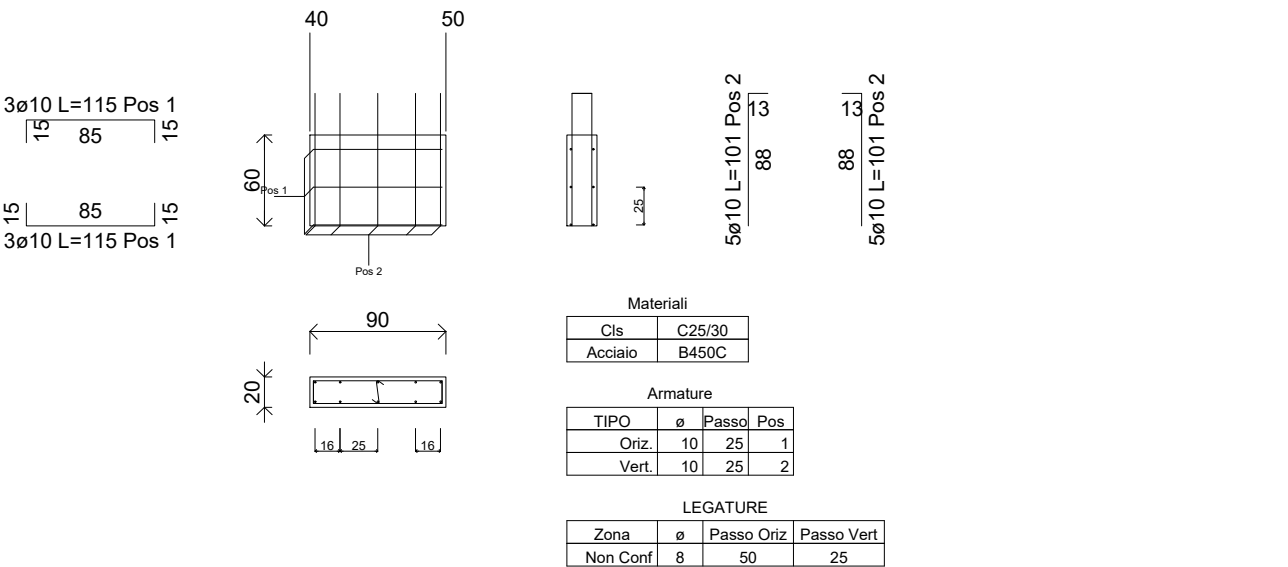 40 50
3ø10 L=115 Pos 1
15 85 15
15 85 15
3ø10 L=115 Pos 1
60
Pos 1
Pos 2
25
5ø10 L=101 Pos 2
13
88
13
88
5ø10 L=101 Pos 2
90
20
16 25 16
Materiali
Cls C25/30
Acciaio B450C
Armature
TIPO ø Passo Pos
Oriz. 10 25 1
Vert. 10 25 2
LEGATURE
Zona ø Passo Oriz Passo Vert
Non Conf 8 50 25